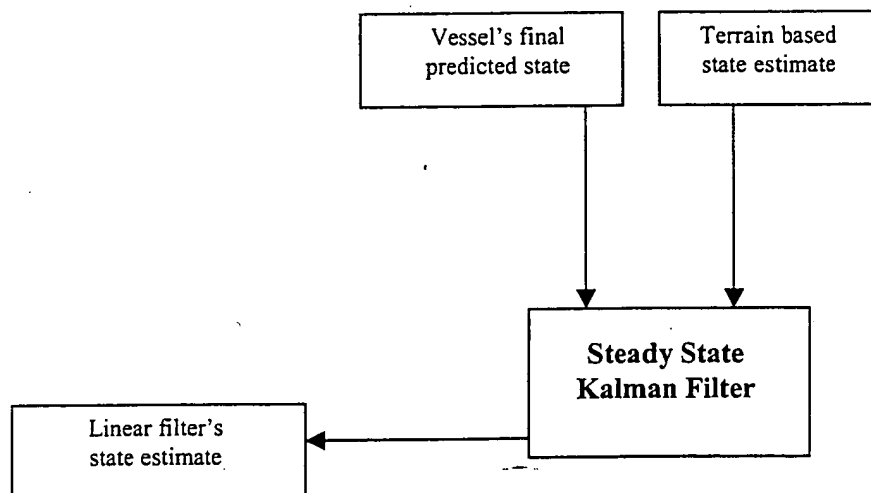 Vessel's final
predicted state
Terrain based
state estimate
Steady State
Kalman Filter
Linear filter's
state estimate